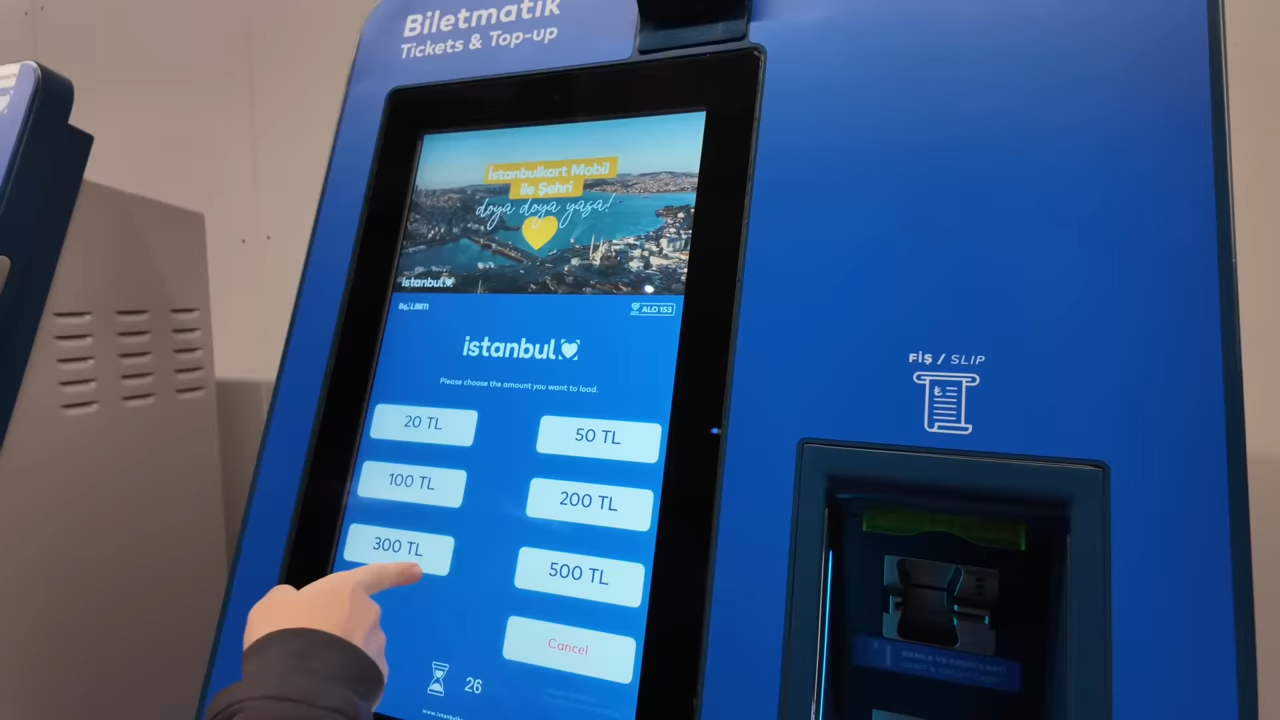 Biletmatik
Tickets & Top-up
İstanbulkart Mobil
ile Şehri
doya doya yaşa!
istanbul
BELBİM
ALO 153
istanbul
Please choose the amount you want to load.
20 TL
50 TL
100 TL
200 TL
300 TL
500 TL
Cancel
26
FİŞ / SLIP
₺